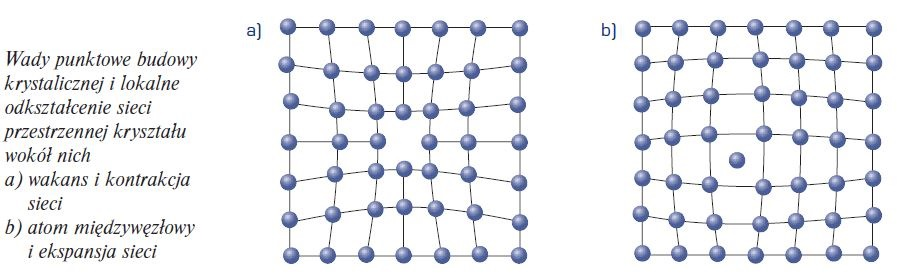 Wady punktowe budowy
krystalicznej i lokalne
odkształcenie sieci
przestrzennej kryształu
wokół nich
a) wakans i kontrakcja
sieci
b) atom międzywęzłowy
i ekspansja sieci
a)
b)